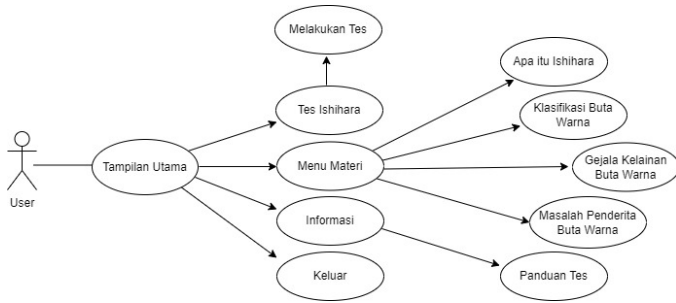 Melakukan Tes
Apa itu Ishihara
Tes Ishihara
Klasifikasi Buta
Warna
Tampilan Utama
Menu Materi
Gejala Kelainan
Buta Warna
User
Informasi
Masalah Penderita
Buta Warna
Keluar
Panduan Tes